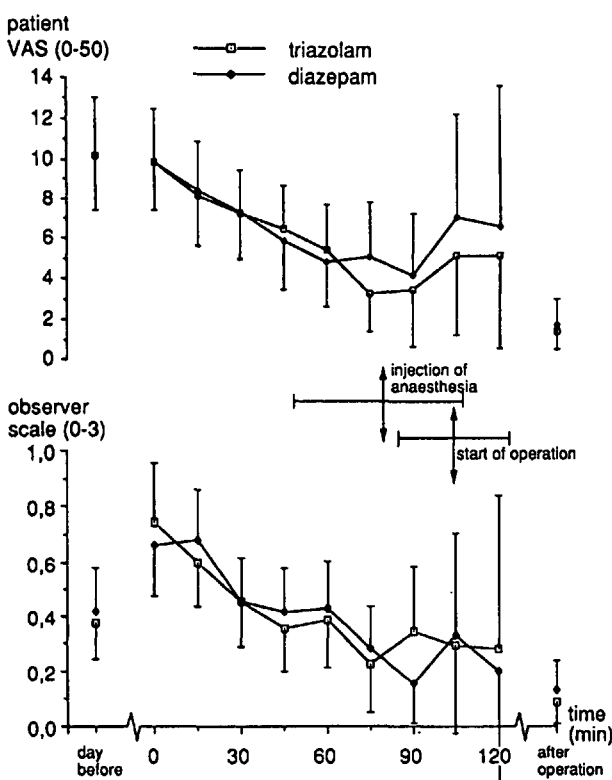 patient
VAS (0-50)
triazolam
diazepam
14
12
10
8
6
4
2
0
injection of
anaesthesia
start of operation
observer
scale (0-3)
1,0
0,8
0,6
0,4
0,2
0,0
day
before
0
30
60
90
120
after
operation
time
(min)